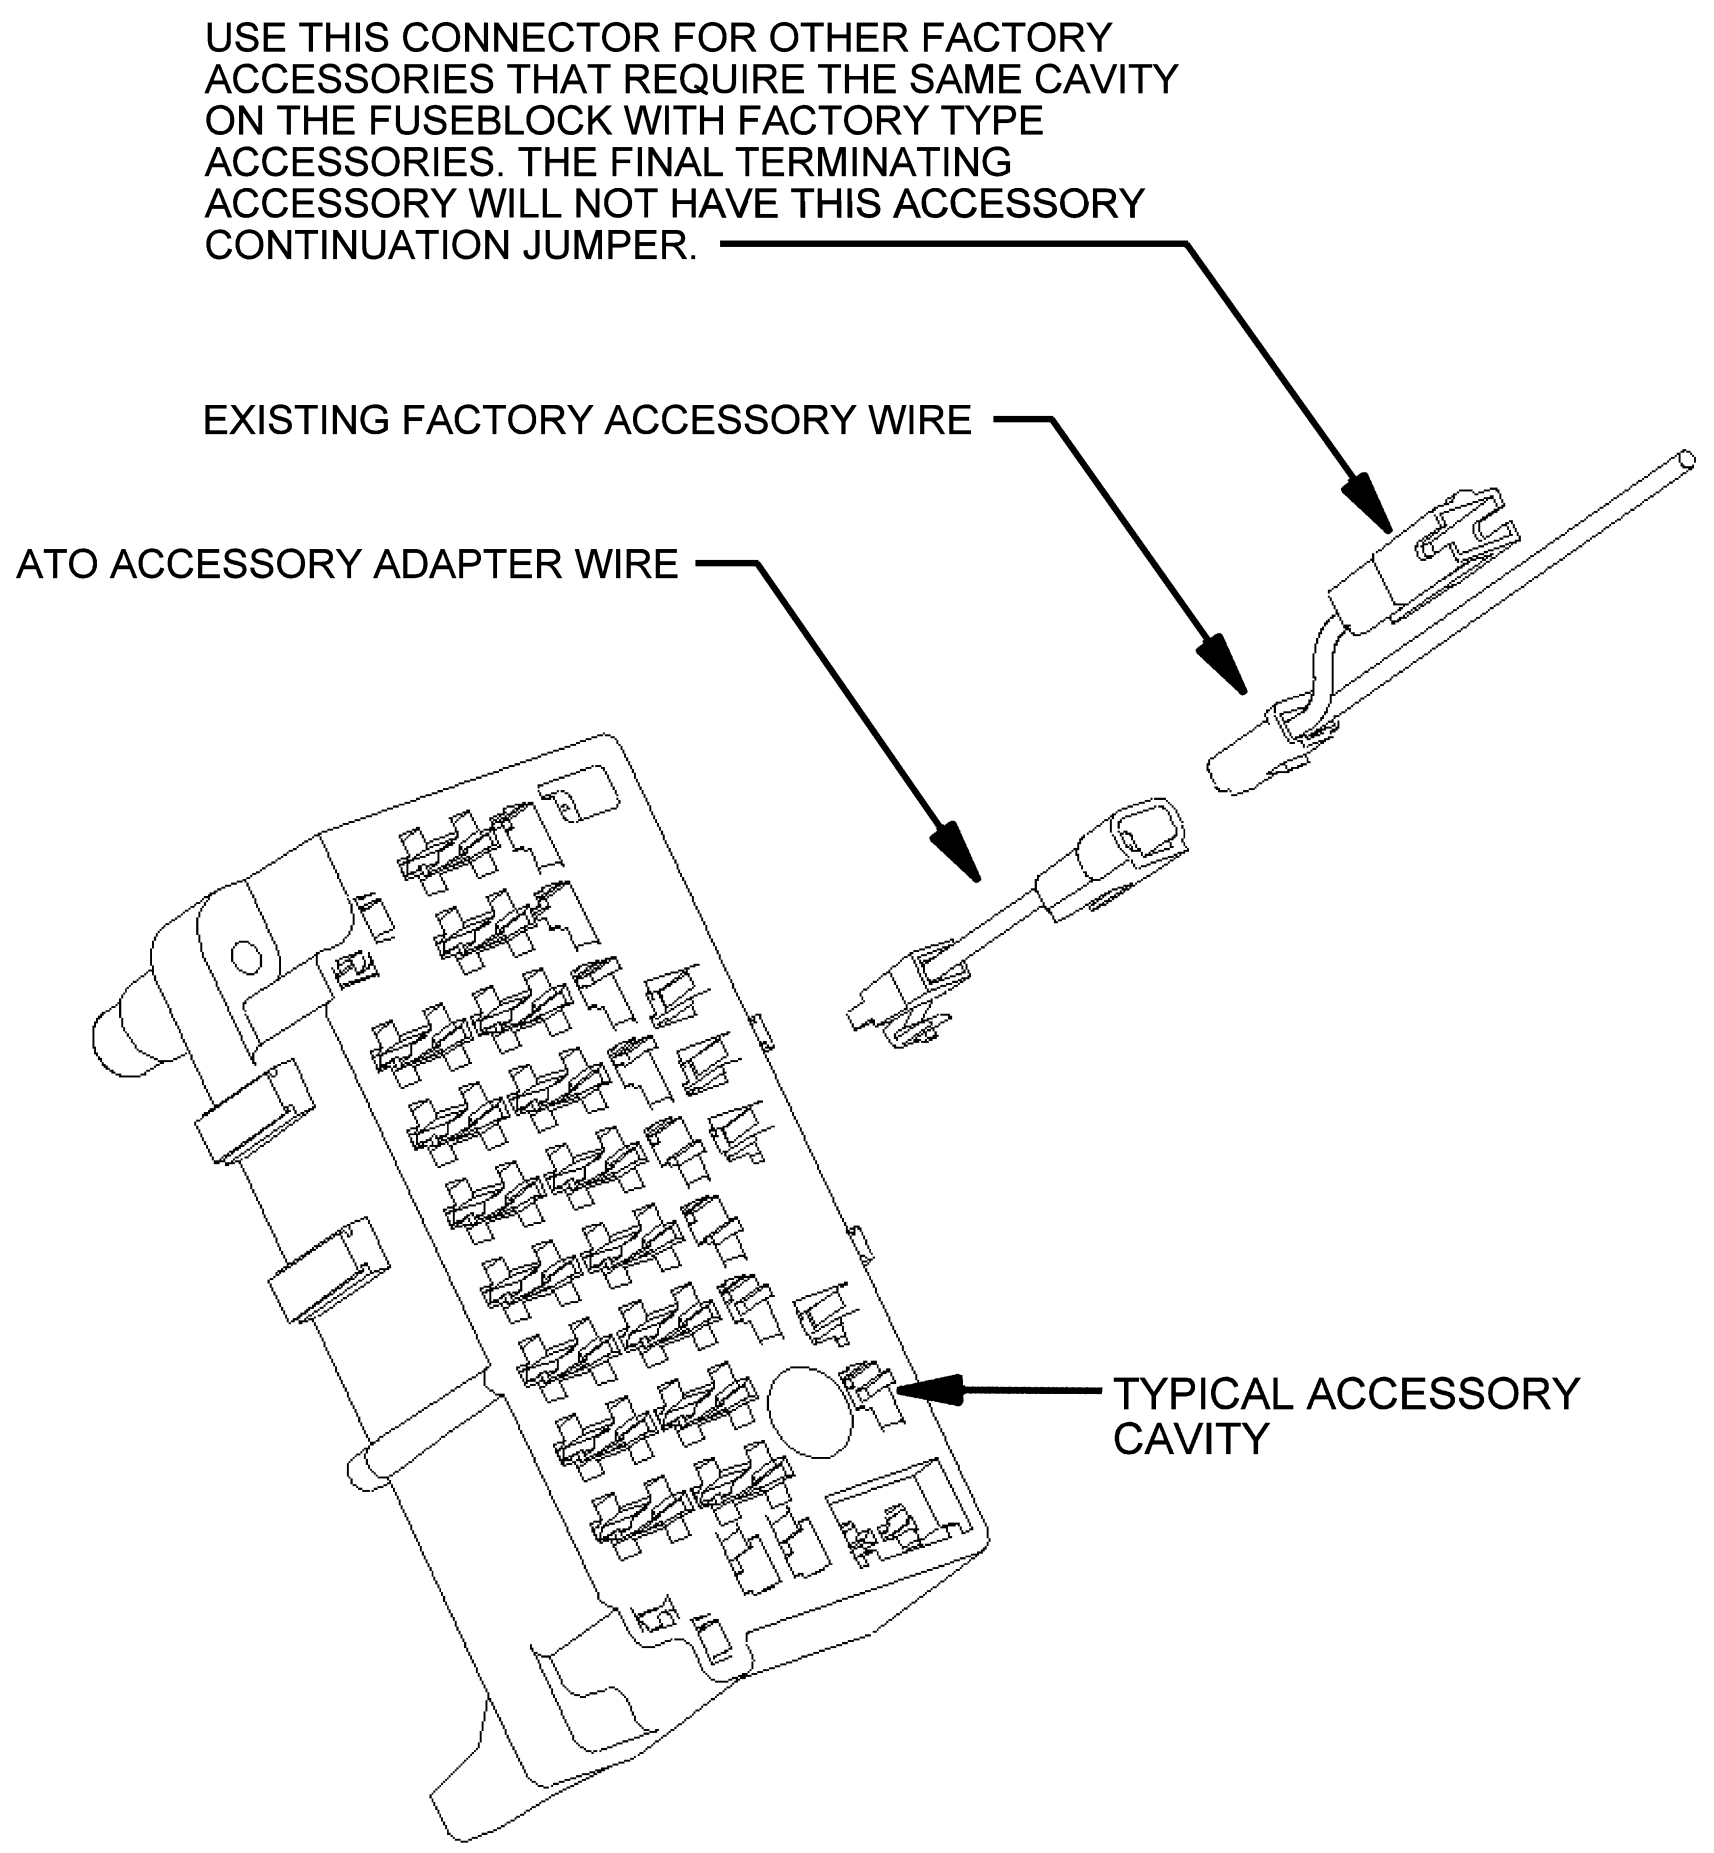 USE THIS CONNECTOR FOR OTHER FACTORY
ACCESSORIES THAT REQUIRE THE SAME CAVITY
ON THE FUSEBLOCK WITH FACTORY TYPE
ACCESSORIES. THE FINAL TERMINATING
ACCESSORY WILL NOT HAVE THIS ACCESSORY
CONTINUATION JUMPER.
EXISTING FACTORY ACCESSORY WIRE
ATO ACCESSORY ADAPTER WIRE
TYPICAL ACCESSORY
CAVITY